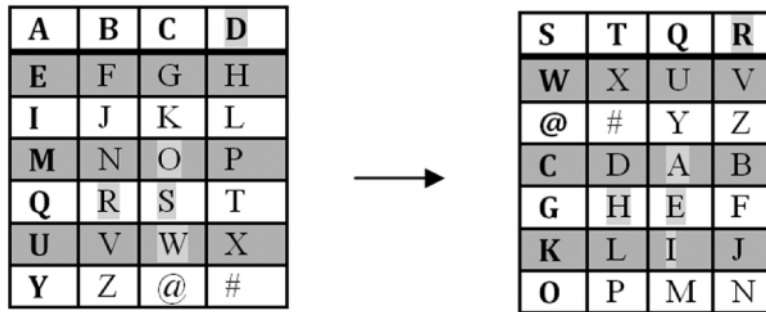 A B C D
E F G H
I J K L
M N O P
Q R S T
U V W X
Y Z @ #
S T Q R
W X U V
@ # Y Z
C D A B
G H E F
K L I J
O P M N